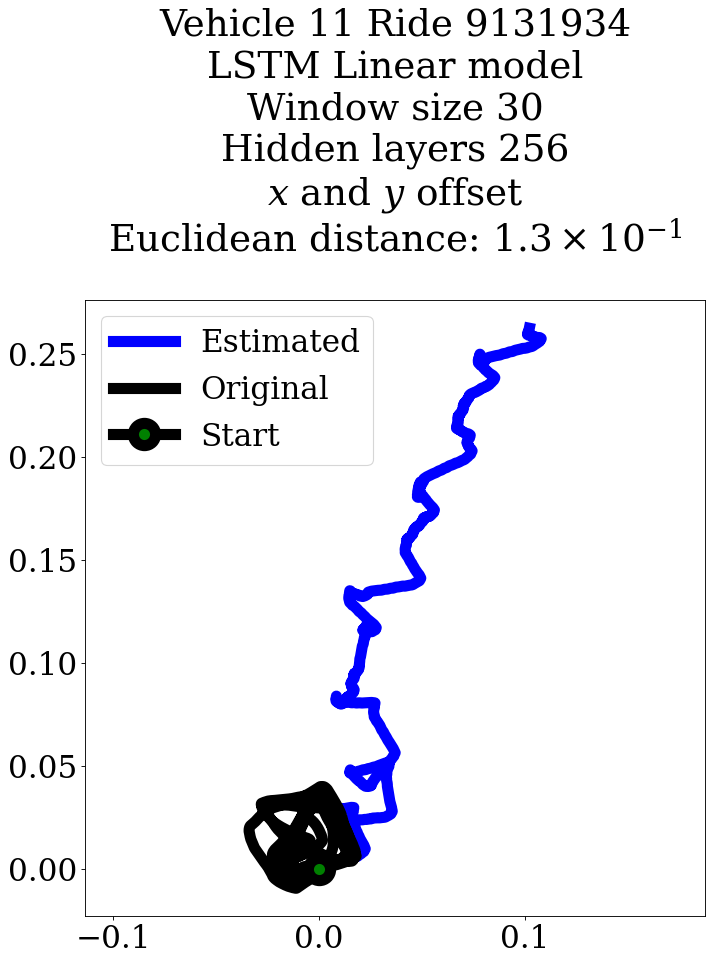 Vehicle 11 Ride 9131934
LSTM Linear model
Window size 30
Hidden layers 256
x and y offset
Euclidean distance: 1.3 × 10⁻¹
Estimated
Original
Start
0.25
0.20
0.15
0.10
0.05
0.00
−0.1
0.0
0.1